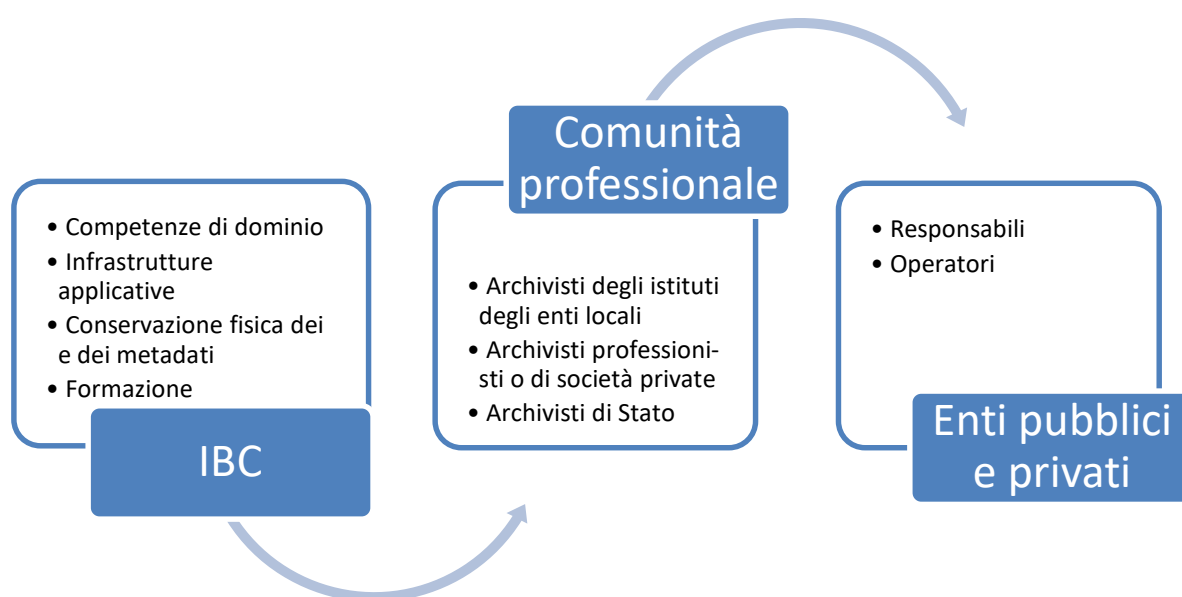 • Competenze di dominio
• Infrastrutture
applicative
• Conservazione fisica dei
e dei metadati
• Formazione
IBC
Comunità
professionale
• Archivisti degli istituti
degli enti locali
• Archivisti professioni-
sti o di società private
• Archivisti di Stato
• Responsabili
• Operatori
Enti pubblici
e privati